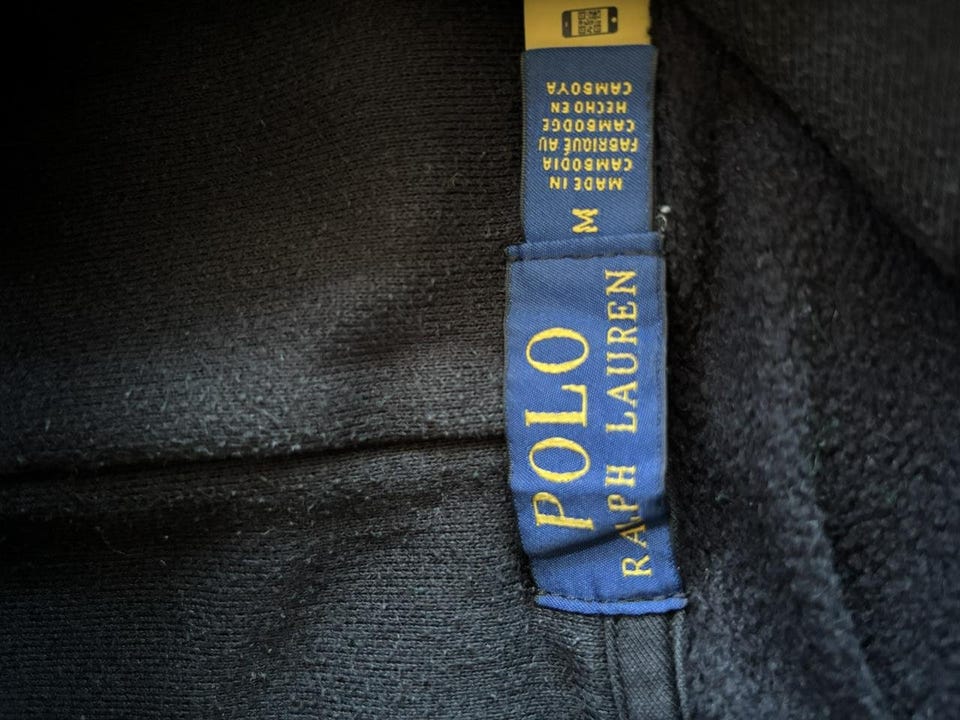 POLO
RALPH LAUREN
M
MADE IN
CAMBODIA
FABRIQUÉ AU
CAMBODGE
HECHO EN
CAMBOYA